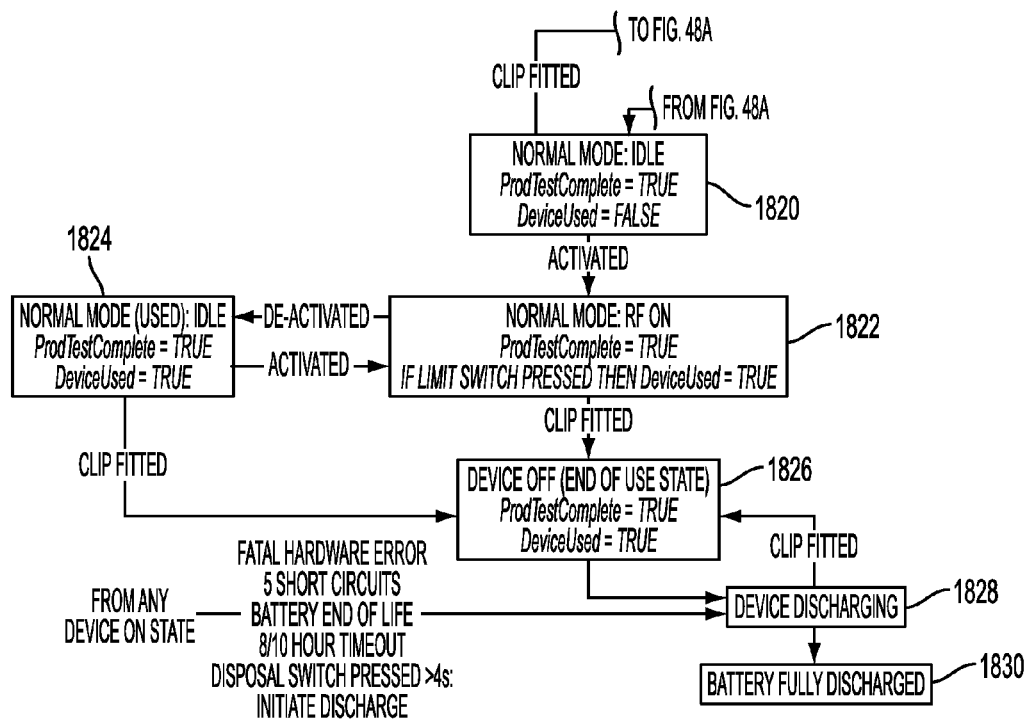 TO FIG. 48A
CLIP FITTED
FROM FIG. 48A
NORMAL MODE: IDLE
ProdTestComplete = TRUE
DeviceUsed = FALSE
1820
ACTIVATED
1824
NORMAL MODE (USED): IDLE
ProdTestComplete = TRUE
DeviceUsed = TRUE
DE-ACTIVATED
ACTIVATED
NORMAL MODE: RF ON
ProdTestComplete = TRUE
IF LIMIT SWITCH PRESSED THEN DeviceUsed = TRUE
1822
CLIP FITTED
CLIP FITTED
DEVICE OFF (END OF USE STATE)
ProdTestComplete = TRUE
DeviceUsed = TRUE
1826
CLIP FITTED
FROM ANY
DEVICE ON STATE
FATAL HARDWARE ERROR
5 SHORT CIRCUITS
BATTERY END OF LIFE
8/10 HOUR TIMEOUT
DISPOSAL SWITCH PRESSED >4s:
INITIATE DISCHARGE
DEVICE DISCHARGING
1828
BATTERY FULLY DISCHARGED
1830